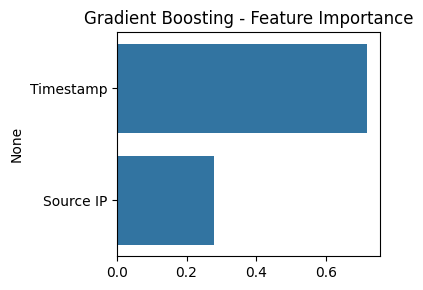 Gradient Boosting - Feature Importance
Timestamp
None
Source IP
0.0 0.2 0.4 0.6